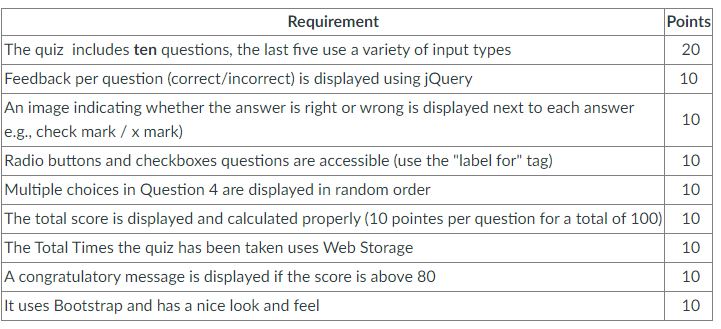 Requirement Points
The quiz includes ten questions, the last five use a variety of input types 20
Feedback per question (correct/incorrect) is displayed using jQuery 10
An image indicating whether the answer is right or wrong is displayed next to each answer
e.g., check mark / x mark) 10
Radio buttons and checkboxes questions are accessible (use the "label for" tag) 10
Multiple choices in Question 4 are displayed in random order 10
The total score is displayed and calculated properly (10 pointes per question for a total of 100) 10
The Total Times the quiz has been taken uses Web Storage 10
A congratulatory message is displayed if the score is above 80 10
It uses Bootstrap and has a nice look and feel 10